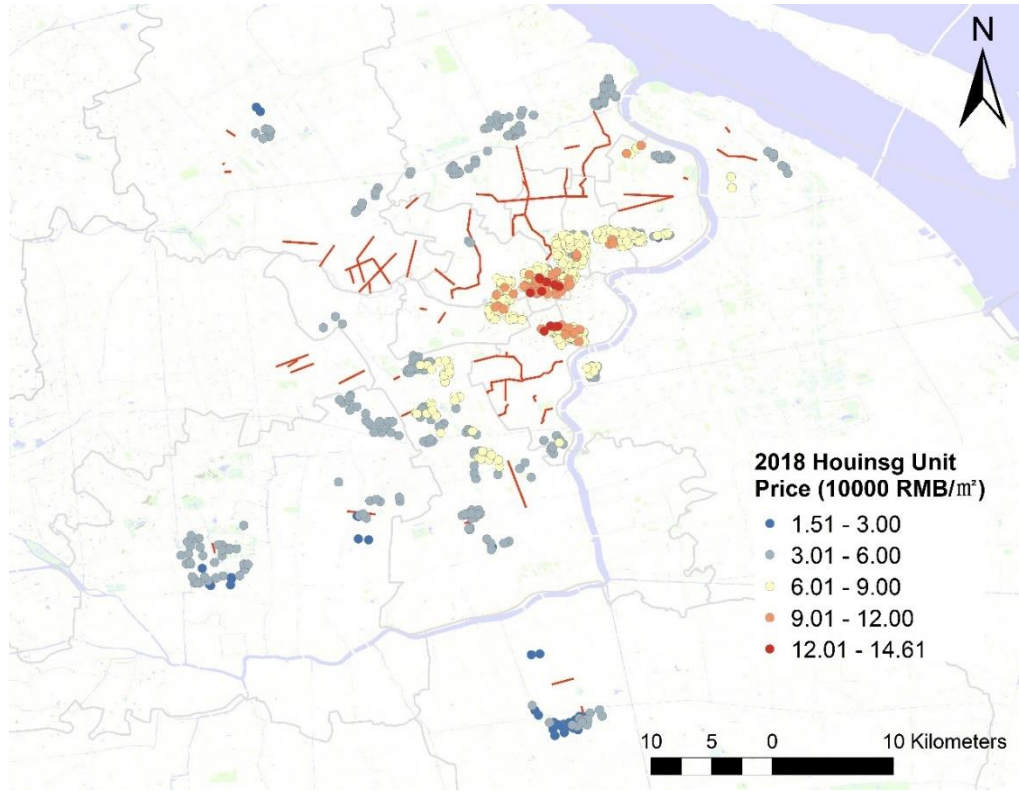 N
2018 Houinsg Unit
Price (10000 RMB/㎡)
1.51 - 3.00
3.01 - 6.00
6.01 - 9.00
9.01 - 12.00
12.01 - 14.61
10 5 0 10 Kilometers